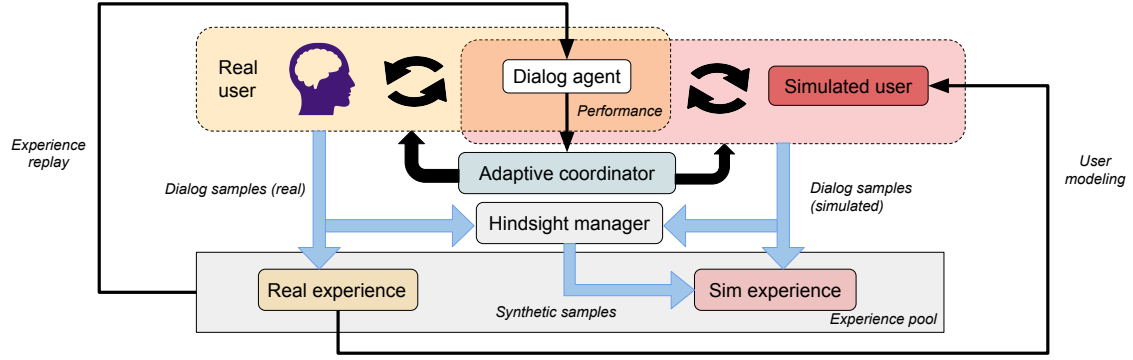 Real
user
Dialog agent
Simulated user
Performance
Experience
replay
Adaptive coordinator
User
modeling
Dialog samples (real)
Dialog samples
(simulated)
Hindsight manager
Real experience
Sim experience
Synthetic samples
Experience pool